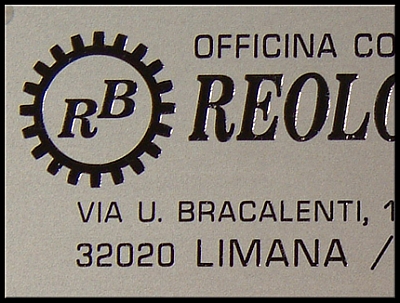 OFFICINA CO
RB
REOLO
VIA U. BRACALENTI, 1
32020 LIMANA /